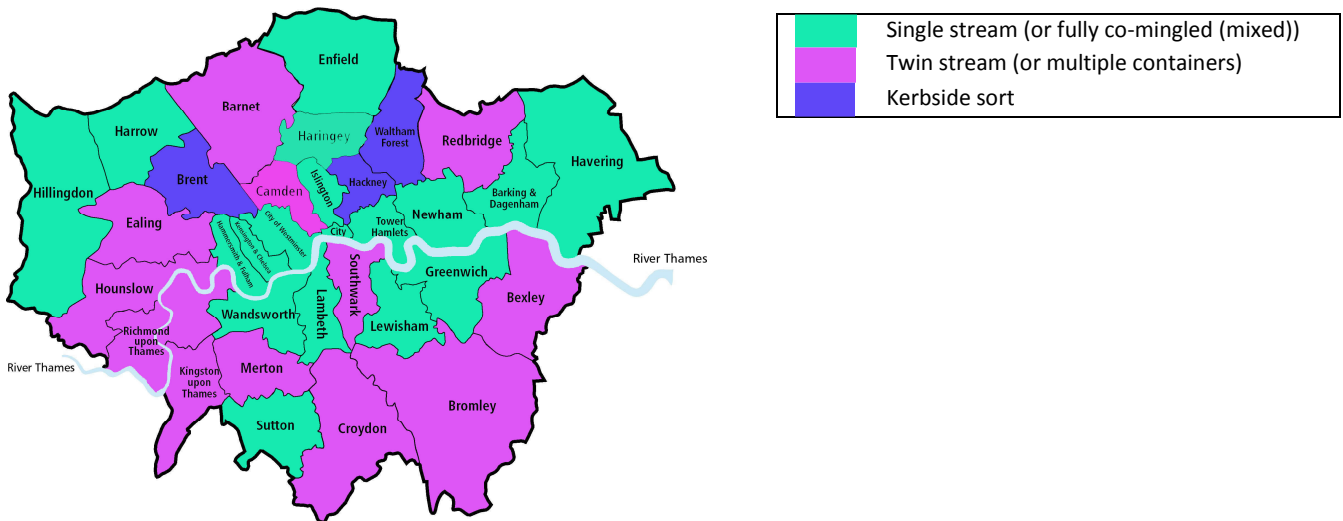 Single stream (or fully co-mingled (mixed))
Twin stream (or multiple containers)
Kerbside sort
Enfield
Barnet
Harrow
Haringey
Waltham
Forest
Redbridge
Havering
Hillingdon
Brent
Camden
Islington
Hackney
Barking &
Dagenham
Ealing
Newham
Tower
Hamlets
City
City of Westminster
Kensington & Chelsea
Hammersmith & Fulham
River Thames
Hounslow
Southwark
Greenwich
Bexley
Richmond
upon
Thames
Wandsworth
Lambeth
Lewisham
River Thames
Kingston
upon
Thames
Merton
Bromley
Sutton
Croydon